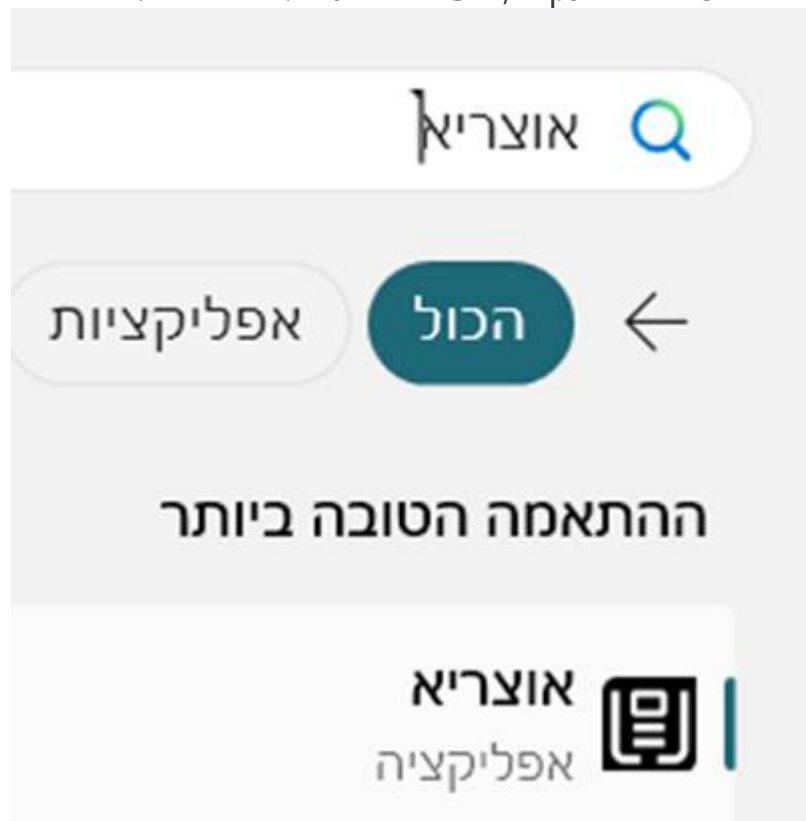 אוצריא
הכול אפליקציות
ההתאמה הטובה ביותר
אוצריא
אפליקציה